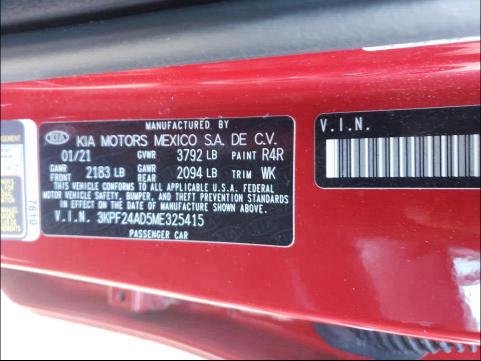 MANUFACTURED BY
KIA KIA MOTORS MEXICO S.A. DE C.V.
01/21 GVWR 3792 LB PAINT R4R
GAWR FRONT 2183 LB GAWR REAR 2094 LB TRIM WK
THIS VEHICLE CONFORMS TO ALL APPLICABLE U.S.A. FEDERAL
MOTOR VEHICLE SAFETY, BUMPER, AND THEFT PREVENTION STANDARDS
IN EFFECT ON THE DATE OF MANUFACTURE SHOWN ABOVE.
V.I.N. 3KPF24AD5ME325415
PASSENGER CAR
V.I.N.
7810